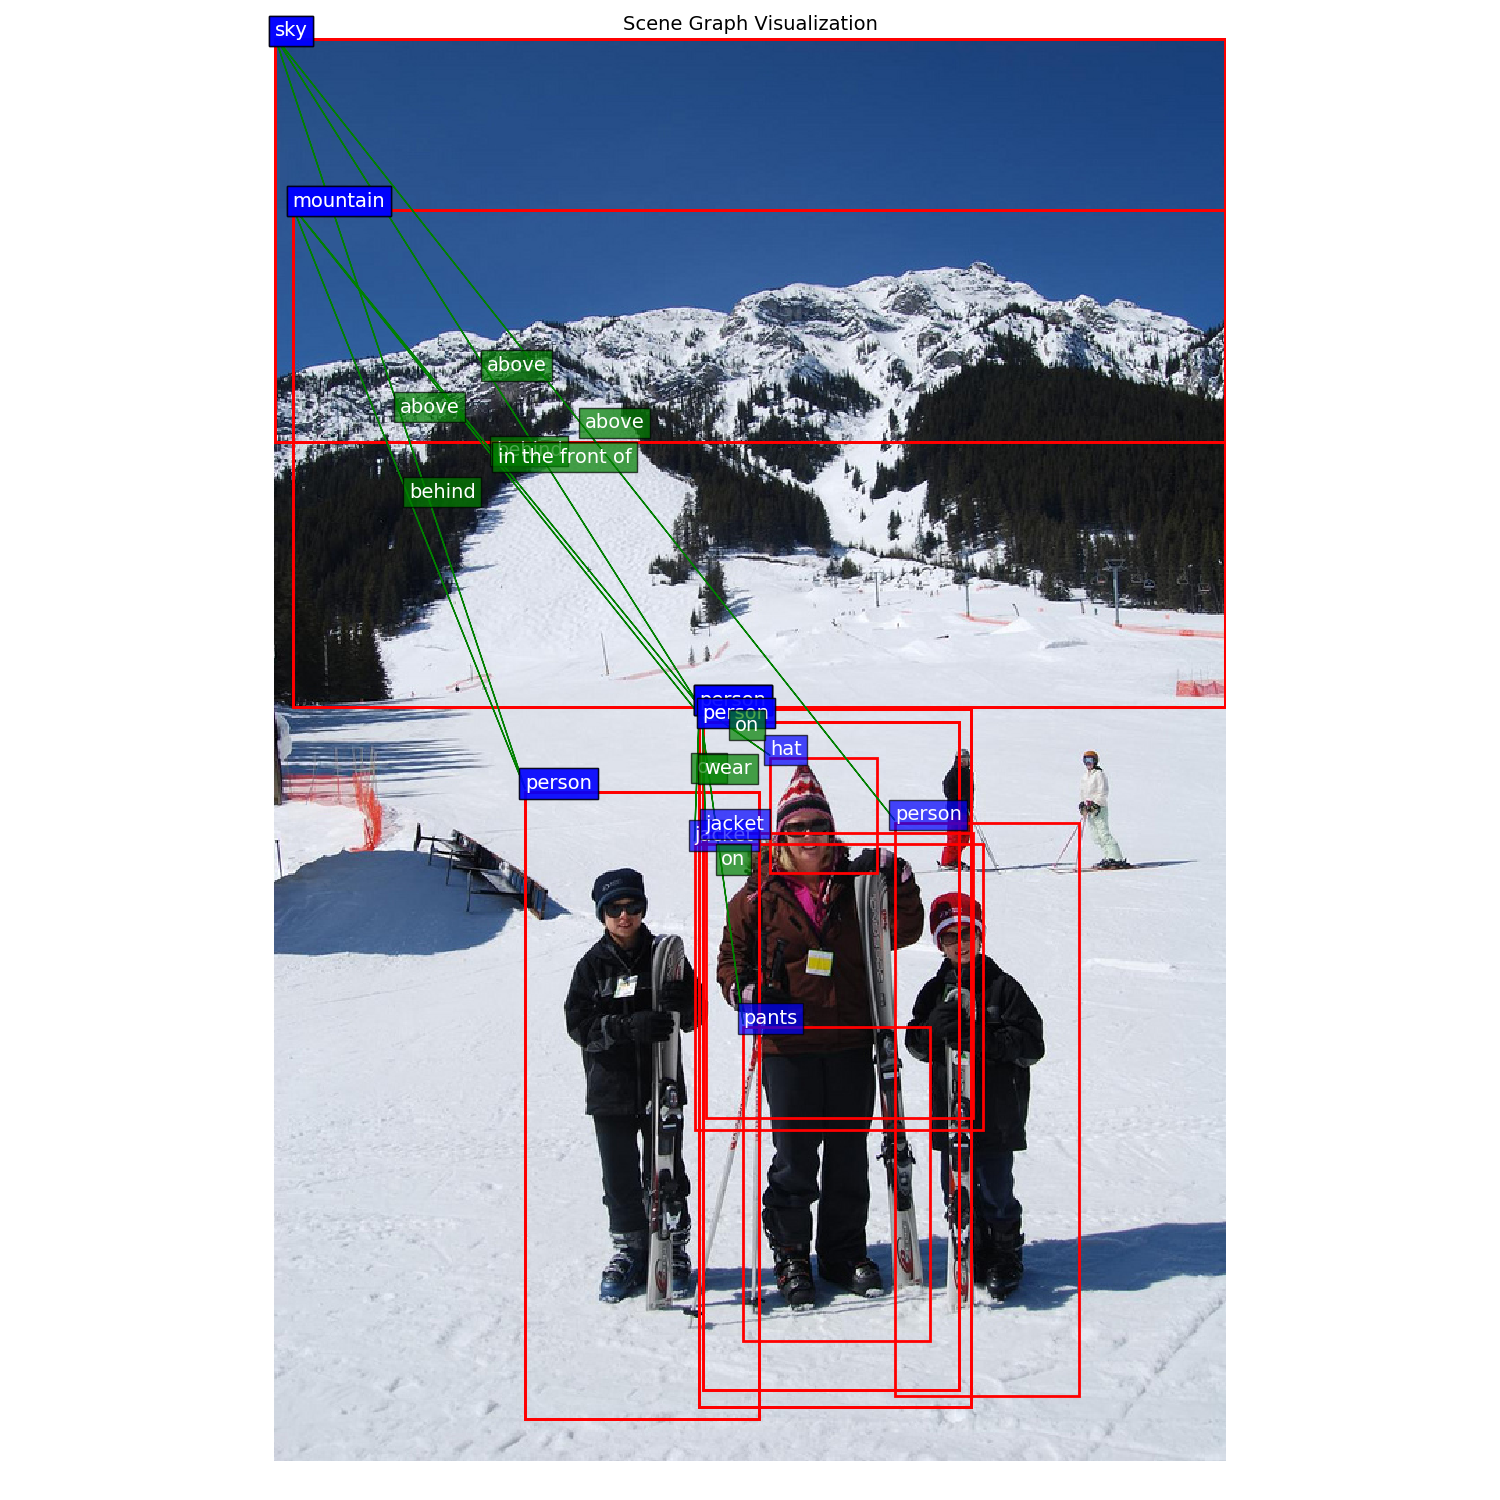 Scene Graph Visualization
sky
mountain
above
above
above
behind
in the front of
behind
person
person
on
hat
wear
person
person
jacket
jacket
on
pants